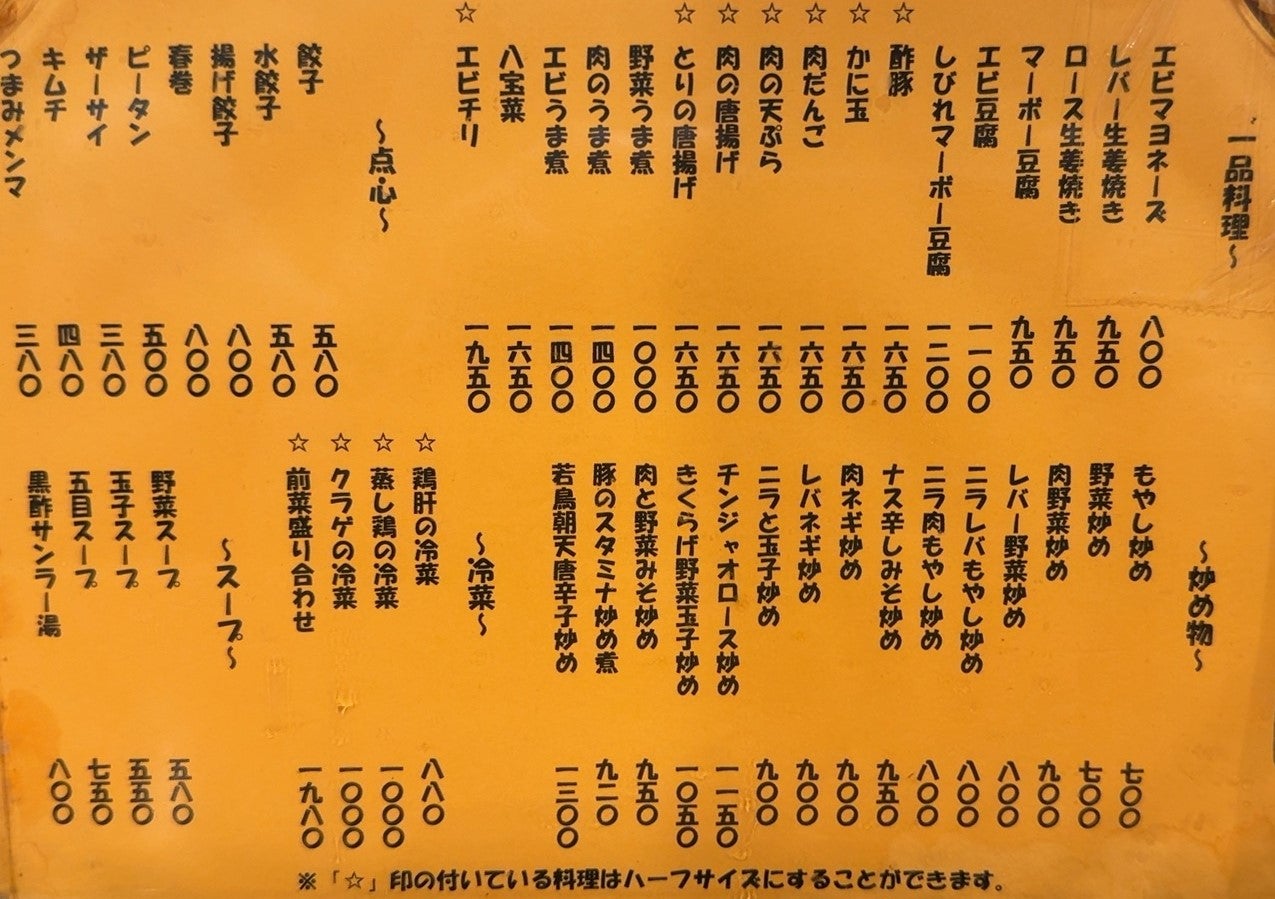 一品料理～
エビマヨネーズ 八〇〇
レバー生姜焼き 九五〇
ロース生姜焼き 九五〇
マーボー豆腐 九五〇
エビ豆腐 一一〇〇
しびれマーボー豆腐 一二〇〇
☆ 酢豚 一六五〇
☆ かに玉 一六五〇
☆ 肉だんご 一六五〇
☆ 肉の天ぷら 一六五〇
☆ 肉の唐揚げ 一六五〇
☆ とりの唐揚げ 一六五〇
野菜うま煮 一〇〇〇
肉のうま煮 一四〇〇
エビうま煮 一四〇〇
八宝菜 一六五〇
☆ エビチリ 一九五〇
～点心～
餃子 五八〇
水餃子 五八〇
揚げ餃子 八〇〇
春巻 八〇〇
ピータン 五〇〇
ザーサイ 三八〇
キムチ 四八〇
つまみメンマ 三八〇
～炒め物～
もやし炒め 七〇〇
野菜炒め 七〇〇
肉野菜炒め 九〇〇
レバー野菜炒め 八〇〇
ニラレバもやし炒め 八〇〇
ニラ肉もやし炒め 八〇〇
ナス辛しみそ炒め 九五〇
肉ネギ炒め 九〇〇
レバネギ炒め 九〇〇
ニラと玉子炒め 九〇〇
チンジャオロース炒め 一一五〇
きくらげ野菜玉子炒め 一〇五〇
肉と野菜みそ炒め 九五〇
豚のスタミナ炒め煮 九二〇
若鳥朝天唐辛子炒め 一三〇〇
～冷菜～
☆ 鶏肝の冷菜 八八〇
☆ 蒸し鶏の冷菜 一〇〇〇
☆ クラゲの冷菜 一〇〇〇
☆ 前菜盛り合わせ 一九八〇
～スープ～
野菜スープ 五八〇
玉子スープ 五五〇
五目スープ 七五〇
黒酢サンラー湯 八〇〇
※「☆」印の付いている料理はハーフサイズにすることができます。